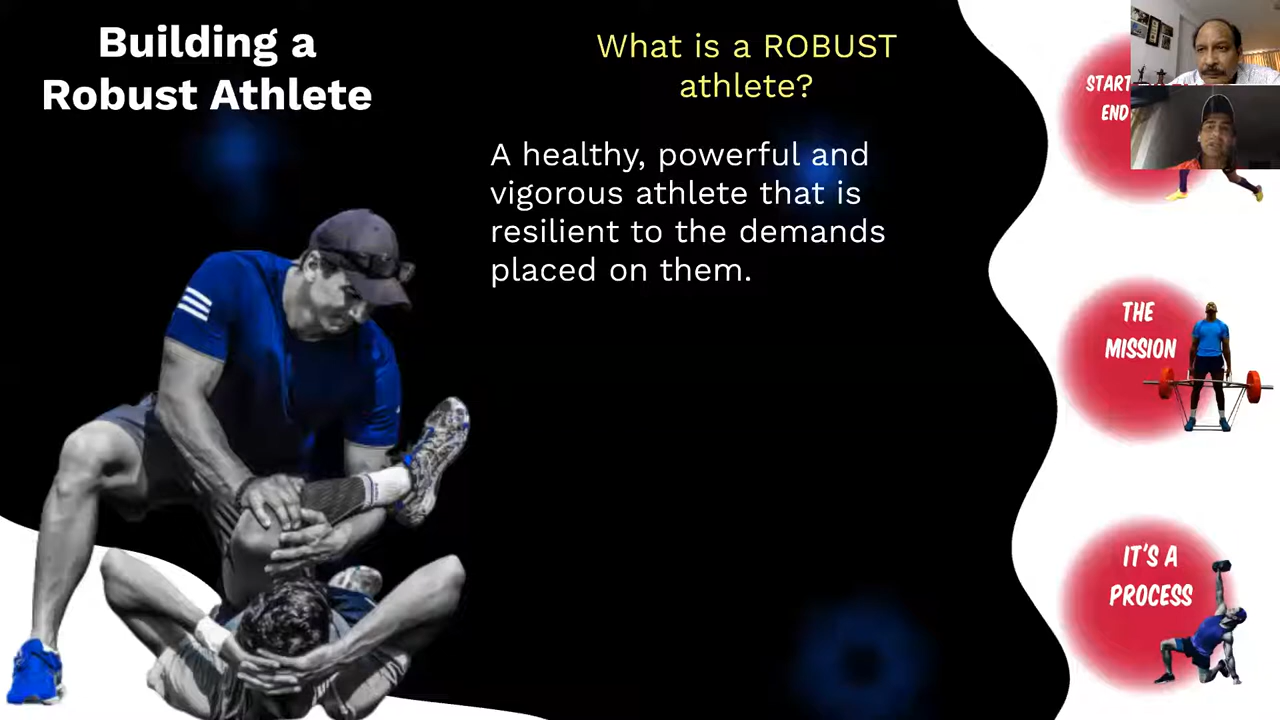 Building a
Robust Athlete
What is a ROBUST
athlete?
A healthy, powerful and
vigorous athlete that is
resilient to the demands
placed on them.
START
END
THE
MISSION
IT'S A
PROCESS